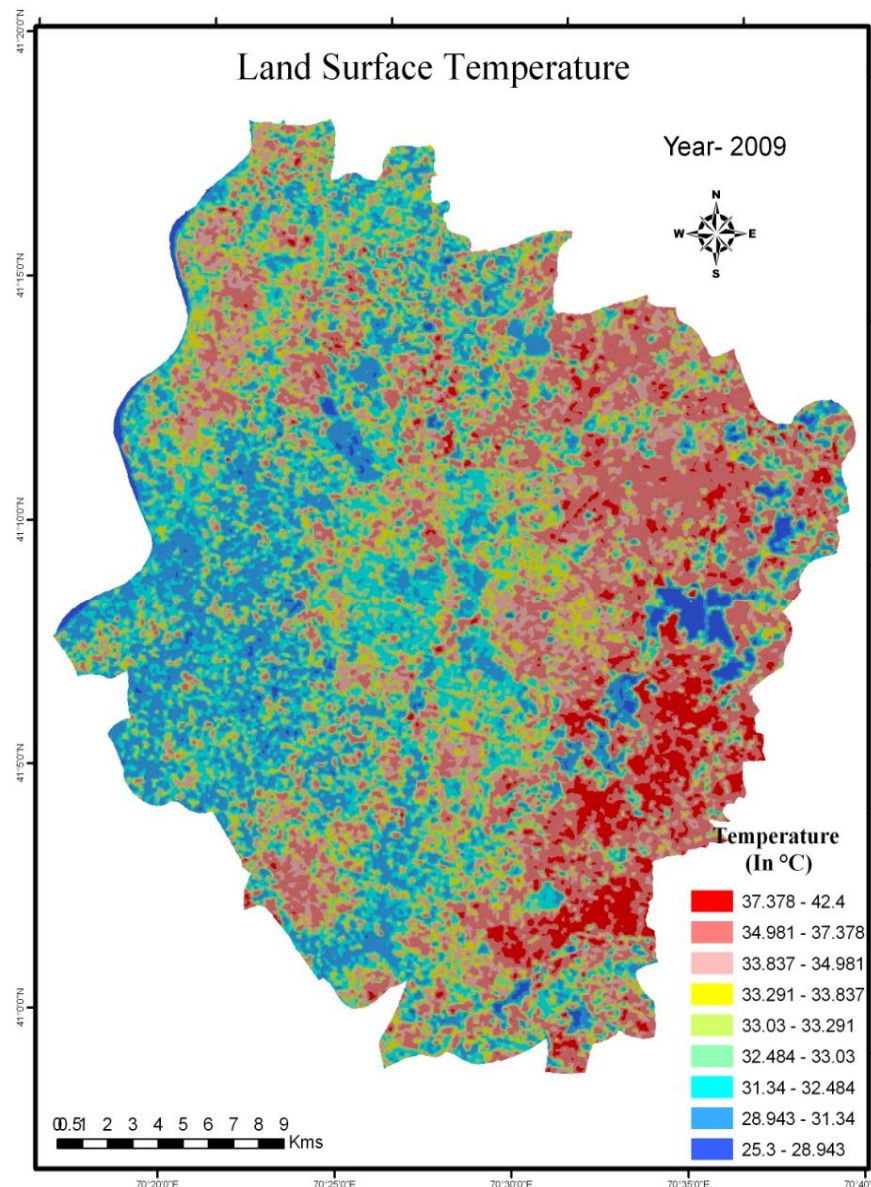 Land Surface Temperature
Year- 2009
N
W E
S
41°20'0"N
41°15'0"N
41°10'0"N
41°5'0"N
41°0'0"N
Temperature
(In °C)
37.378 - 42.4
34.981 - 37.378
33.837 - 34.981
33.291 - 33.837
33.03 - 33.291
32.484 - 33.03
31.34 - 32.484
28.943 - 31.34
25.3 - 28.943
0 0.5 1 2 3 4 5 6 7 8 9
Kms
70°20'0"E 70°25'0"E 70°30'0"E 70°35'0"E 70°40'